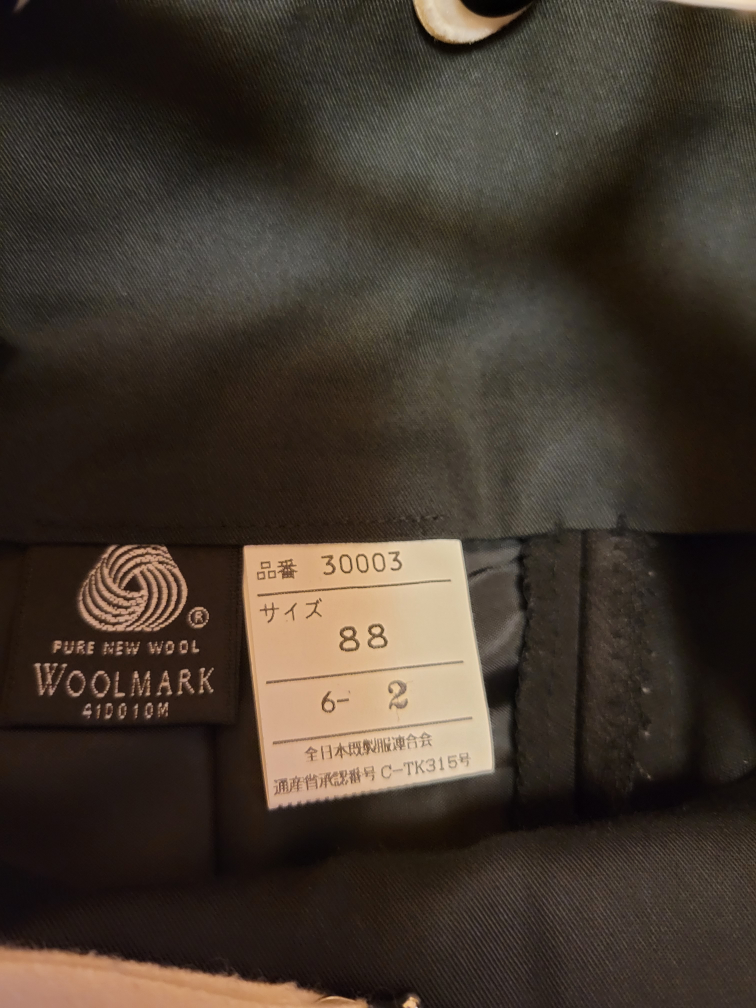 ®
PURE NEW WOOL
WOOLMARK
41D010M
品番 30003
サイズ
88
6- 2
全日本既製服連合会
通産省承認番号 C-TK315号